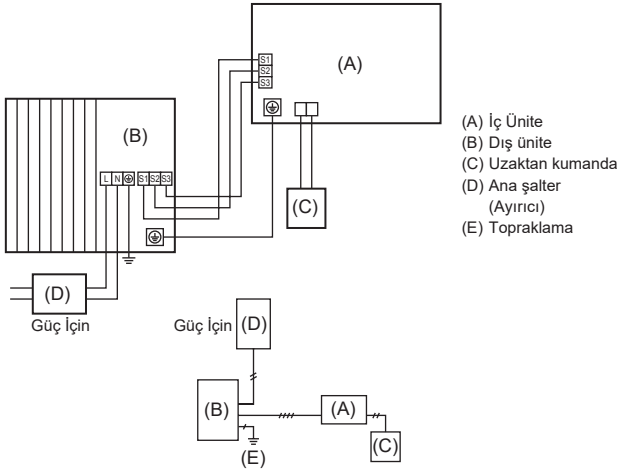 S1
S2
S3
(A)
(B)
L N S1 S2 S3
(C)
(D)
Güç İçin
(A) İç Ünite
(B) Dış ünite
(C) Uzaktan kumanda
(D) Ana şalter
(Ayırıcı)
(E) Topraklama
Güç İçin (D)
(B)
(A)
(C)
(E)